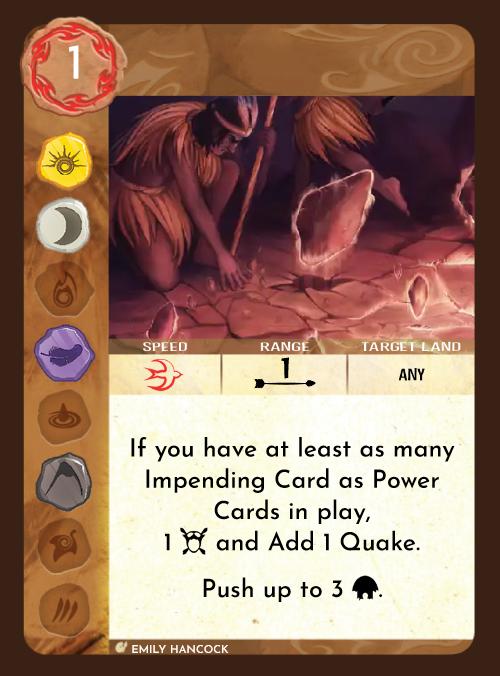 1
SPEED RANGE TARGET LAND
1 ANY
If you have at least as many
Impending Card as Power
Cards in play,
1 and Add 1 Quake.
Push up to 3 .
EMILY HANCOCK